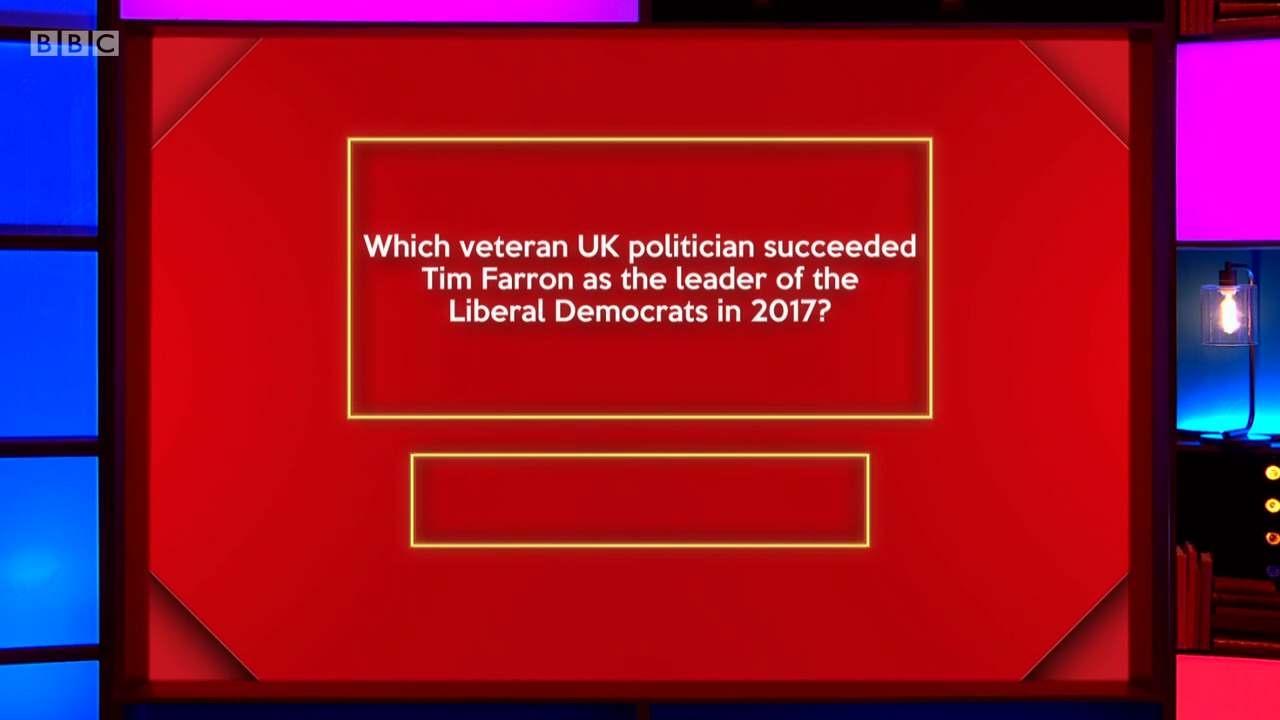 BBC
Which veteran UK politician succeeded
Tim Farron as the leader of the
Liberal Democrats in 2017?